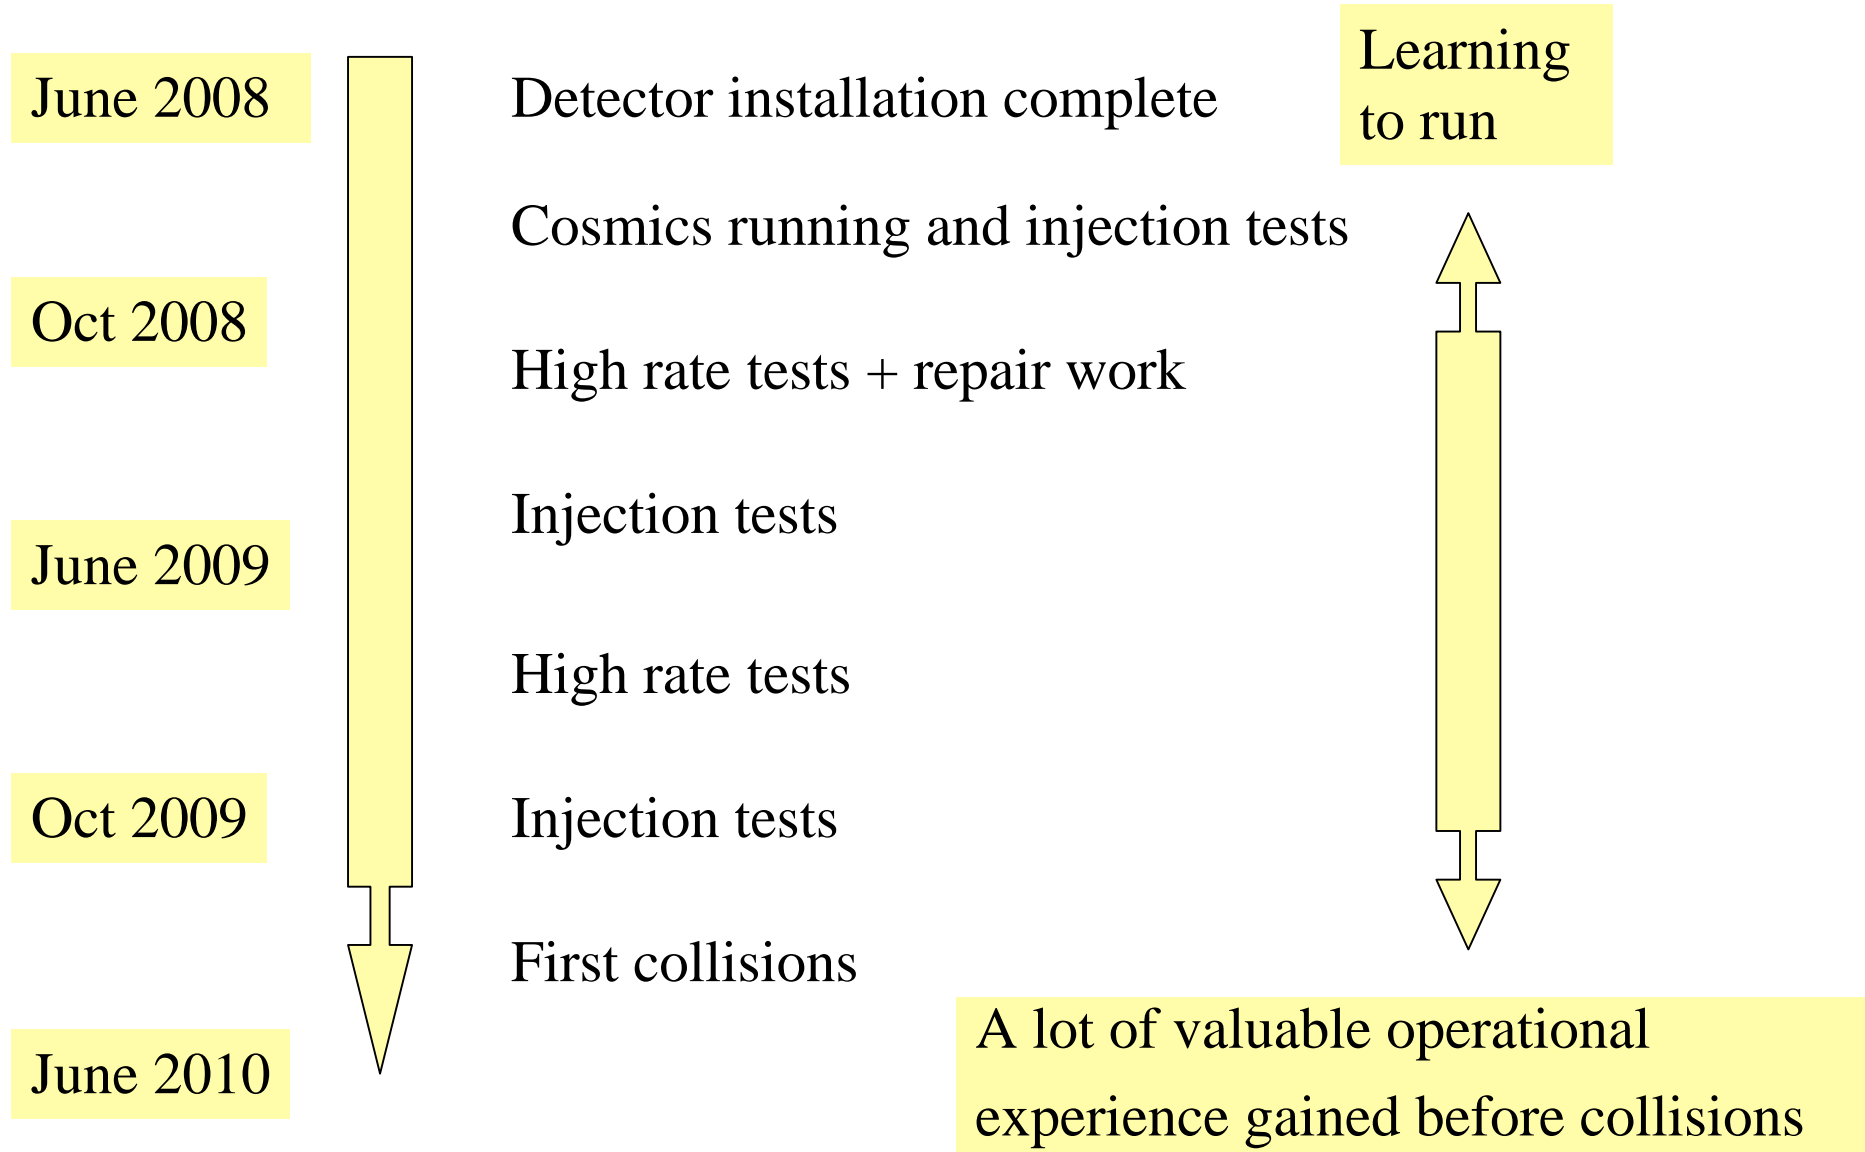 June 2008
Detector installation complete
Learning
to run
Cosmics running and injection tests
Oct 2008
High rate tests + repair work
Injection tests
June 2009
High rate tests
Oct 2009
Injection tests
First collisions
June 2010
A lot of valuable operational
experience gained before collisions